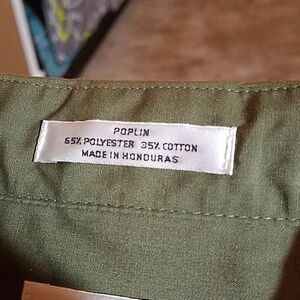 POPLIN
65% POLYESTER 35% COTTON
MADE IN HONDURAS